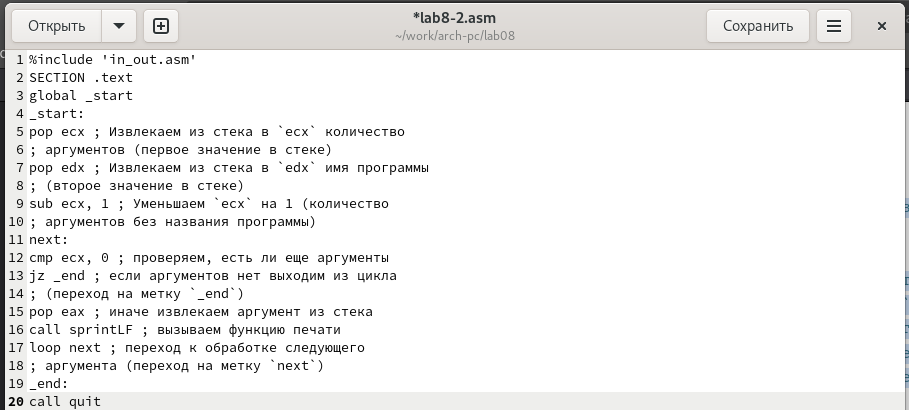 Открыть
*lab8-2.asm
~/work/arch-pc/lab08
Сохранить
1 %include 'in_out.asm'
2 SECTION .text
3 global _start
4 _start:
5 pop ecx ; Извлекаем из стека в `ecx` количество
6 ; аргументов (первое значение в стеке)
7 pop edx ; Извлекаем из стека в `edx` имя программы
8 ; (второе значение в стеке)
9 sub ecx, 1 ; Уменьшаем `ecx` на 1 (количество
10 ; аргументов без названия программы)
11 next:
12 cmp ecx, 0 ; проверяем, есть ли еще аргументы
13 jz _end ; если аргументов нет выходим из цикла
14 ; (переход на метку `_end`)
15 pop eax ; иначе извлекаем аргумент из стека
16 call sprintLF ; вызываем функцию печати
17 loop next ; переход к обработке следующего
18 ; аргумента (переход на метку `next`)
19 _end:
20 call quit